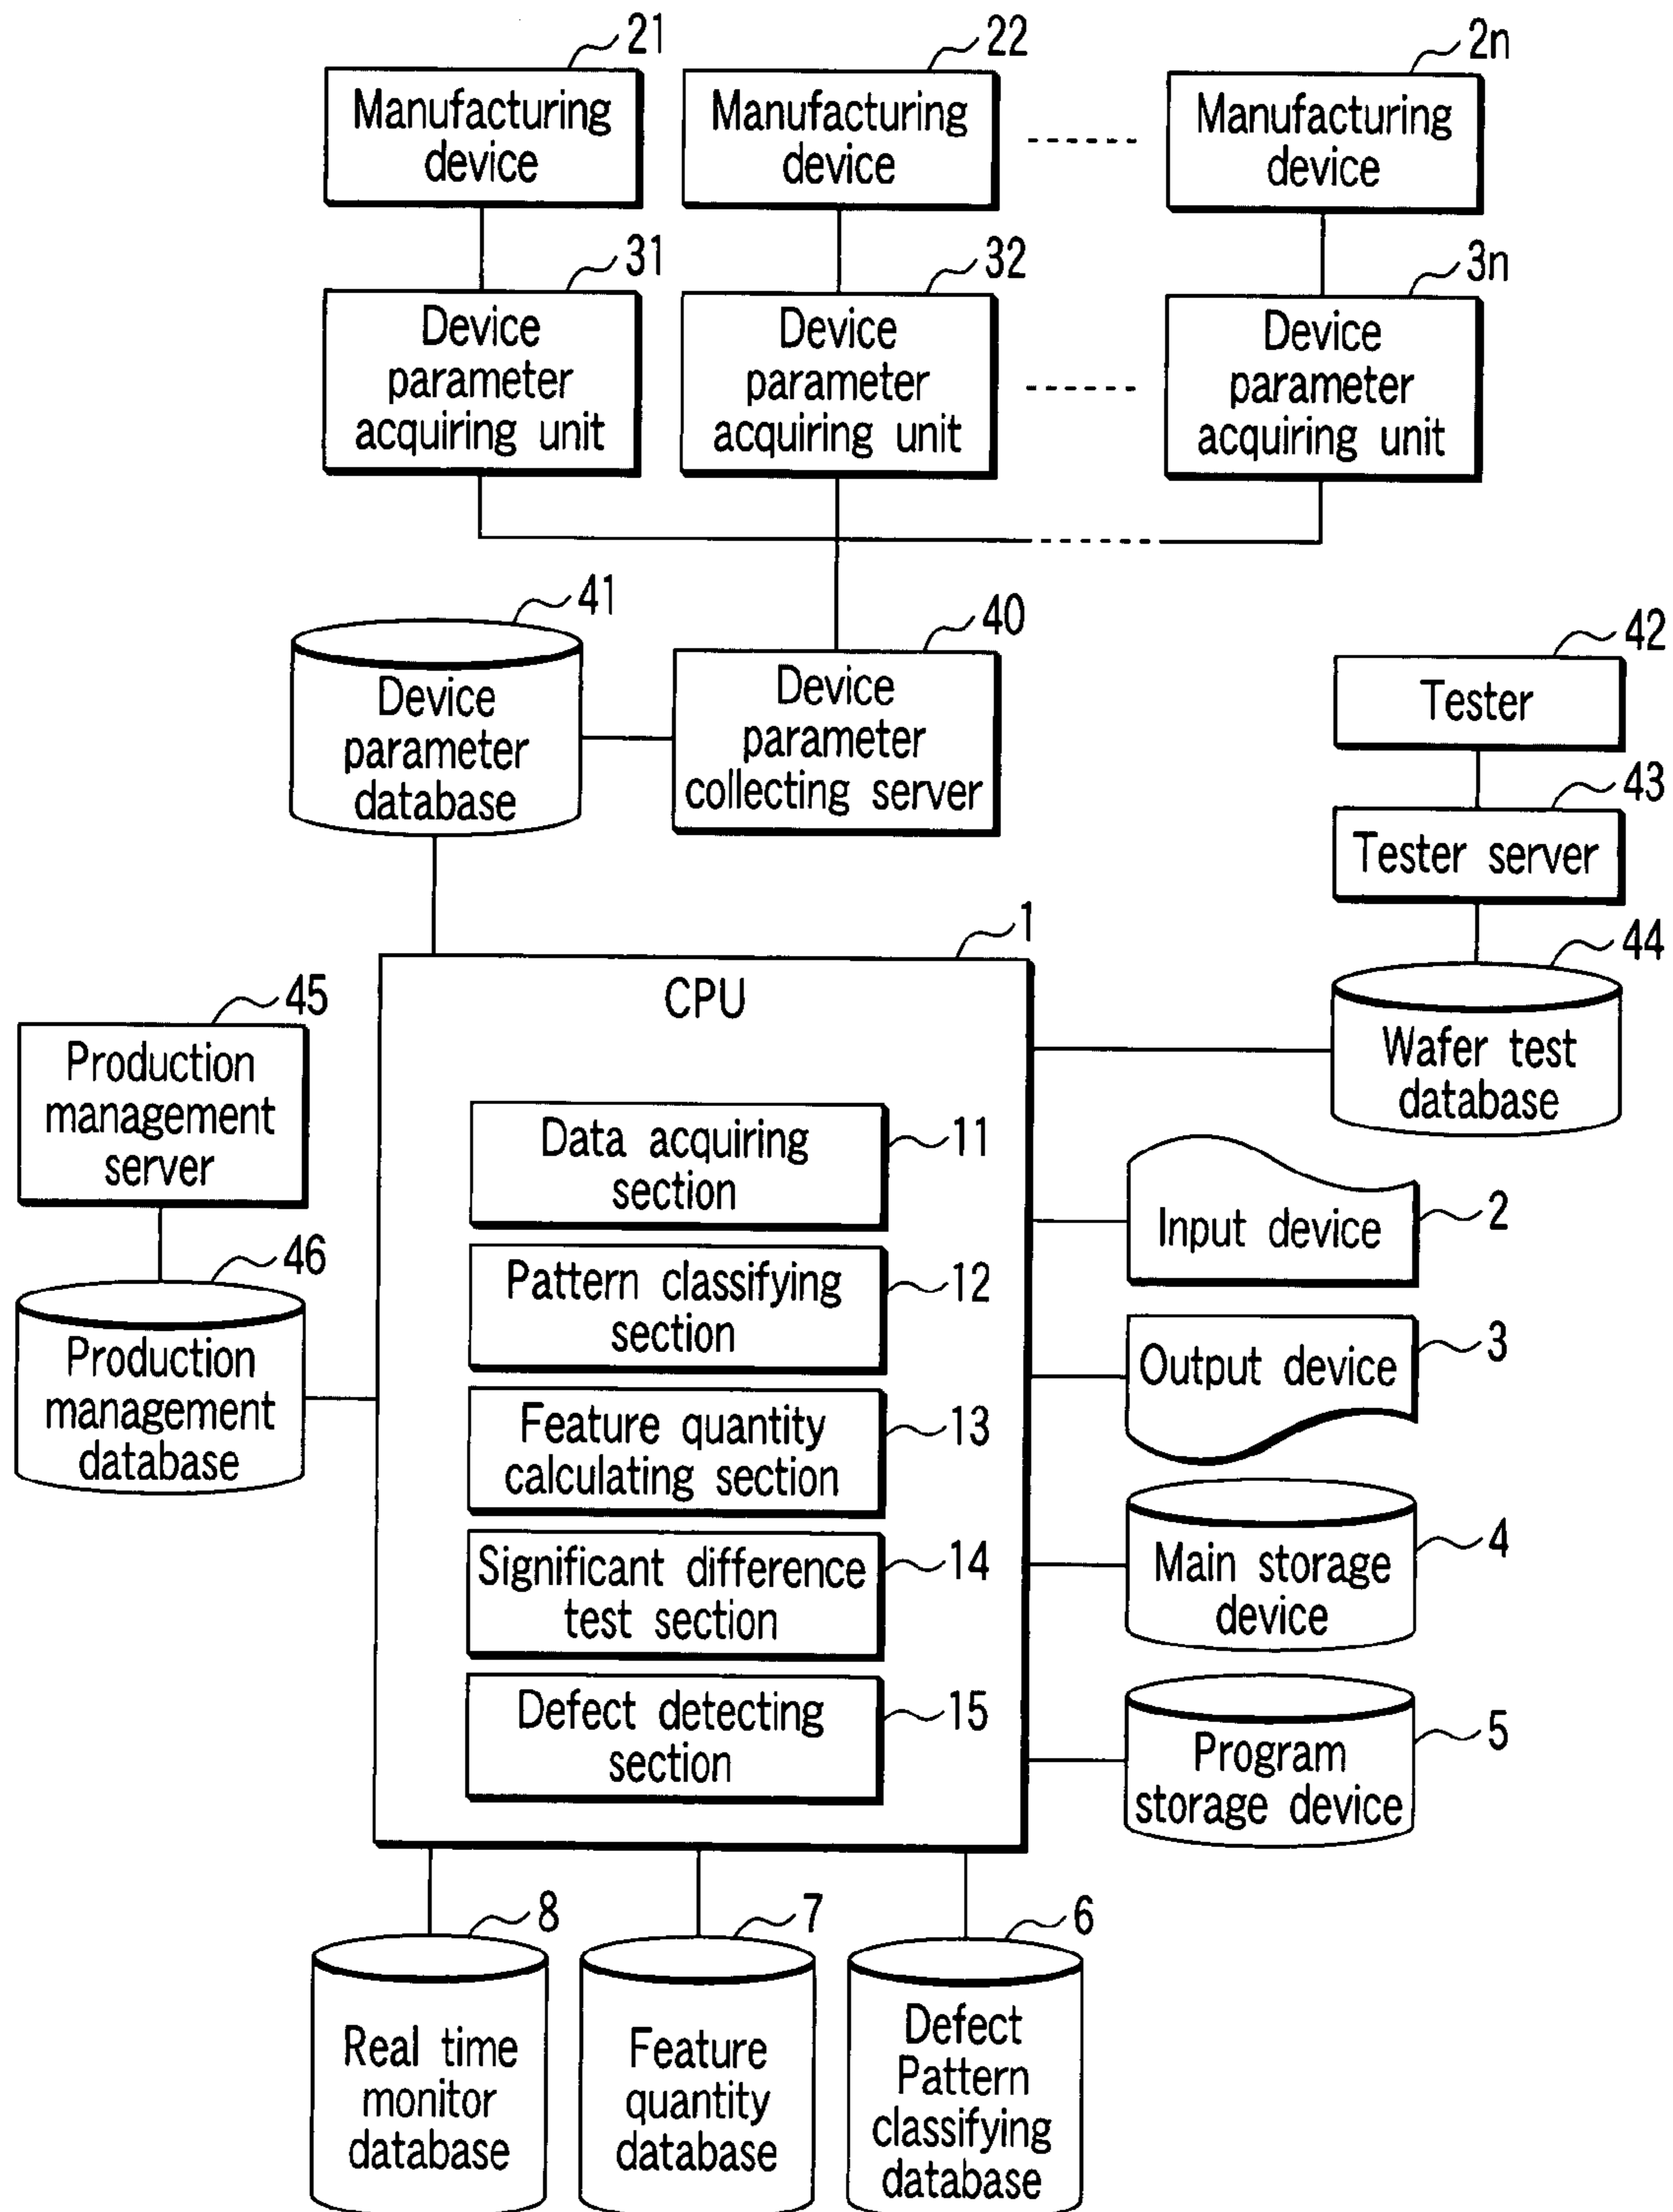 21
22
2n
Manufacturing
device
Manufacturing
device
Manufacturing
device
31
32
3n
Device
parameter
acquiring unit
Device
parameter
acquiring unit
Device
parameter
acquiring unit
41
40
42
Device
parameter
database
Device
parameter
collecting server
Tester
43
Tester server
1
44
CPU
Wafer test
database
45
Production
management
server
46
Production
management
database
Data acquiring
section
11
Pattern classifying
section
12
Feature quantity
calculating section
13
Significant difference
test section
14
Defect detecting
section
15
Input device
2
Output device
3
Main storage
device
4
Program
storage device
5
8
7
6
Real time
monitor
database
Feature
quantity
database
Defect
Pattern
classifying
database